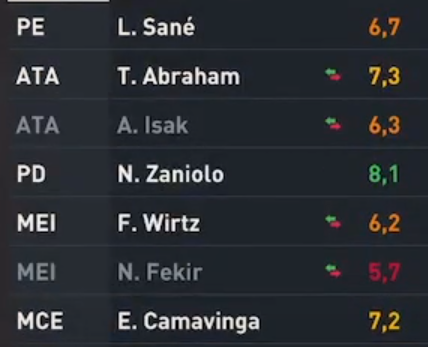 PE L. Sané 6,7
ATA T. Abraham 7,3
ATA A. Isak 6,3
PD N. Zaniolo 8,1
MEI F. Wirtz 6,2
MEI N. Fekir 5,7
MCE E. Camavinga 7,2